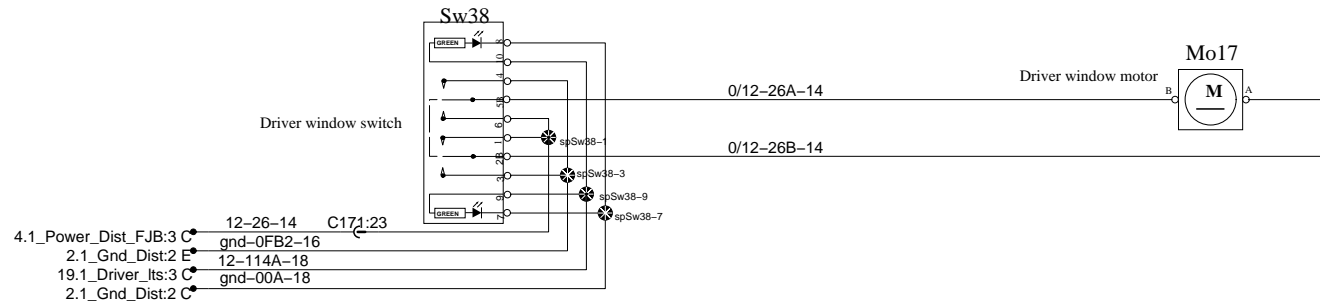 Sw38
GREEN
8
10
4
5B
6
1
2B
3
9
7
GREEN
Driver window switch
spSw38-1
spSw38-3
spSw38-9
spSw38-7
0/12-26A-14
0/12-26B-14
Driver window motor
Mo17
B
M
A
12-26-14
C171:23
4.1_Power_Dist_FJB:3 C
gnd-0FB2-16
2.1_Gnd_Dist:2 E
12-114A-18
19.1_Driver_lts:3 C
gnd-00A-18
2.1_Gnd_Dist:2 C